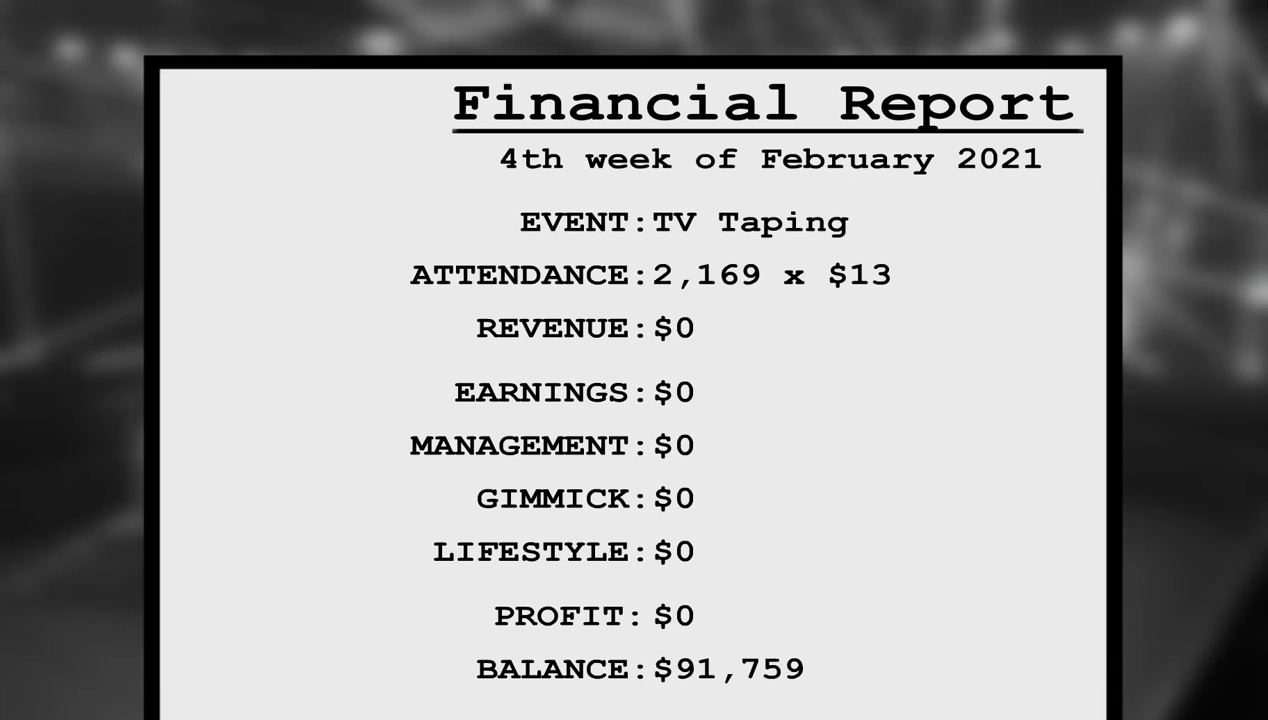 Financial Report
4th week of February 2021
EVENT: TV Taping
ATTENDANCE: 2,169 x $13
REVENUE: $0
EARNINGS: $0
MANAGEMENT: $0
GIMMICK: $0
LIFESTYLE: $0
PROFIT: $0
BALANCE: $91,759